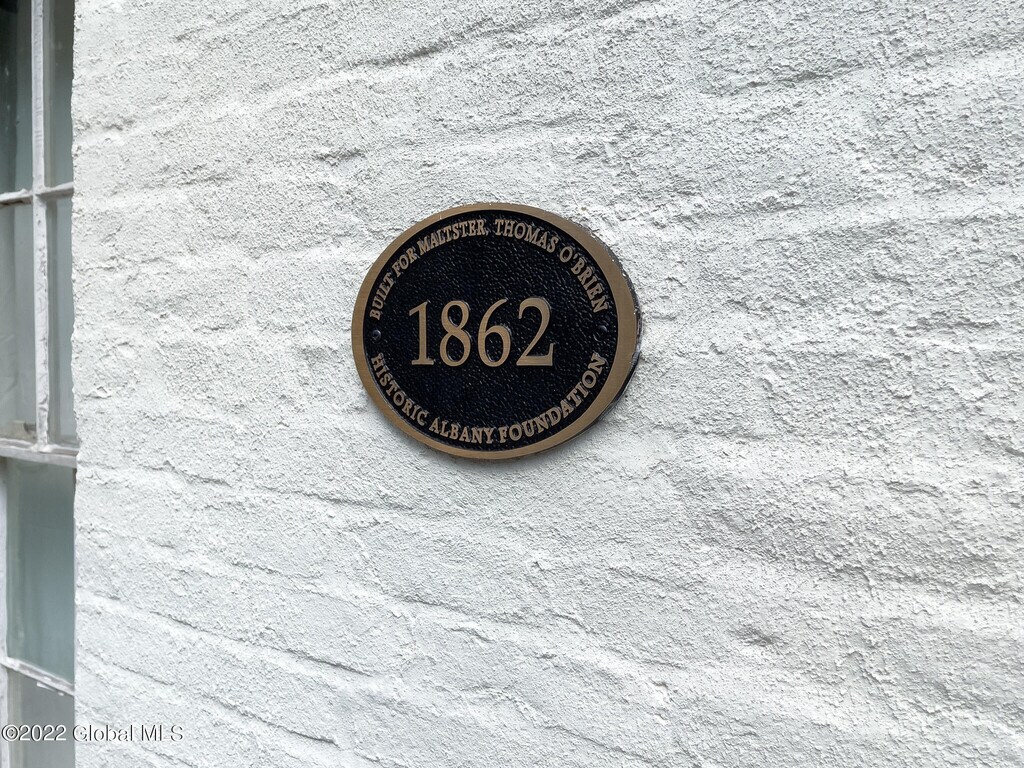 BUILT FOR MALTSTER, THOMAS O'BRIEN
1862
HISTORIC ALBANY FOUNDATION
©2022 Global MLS